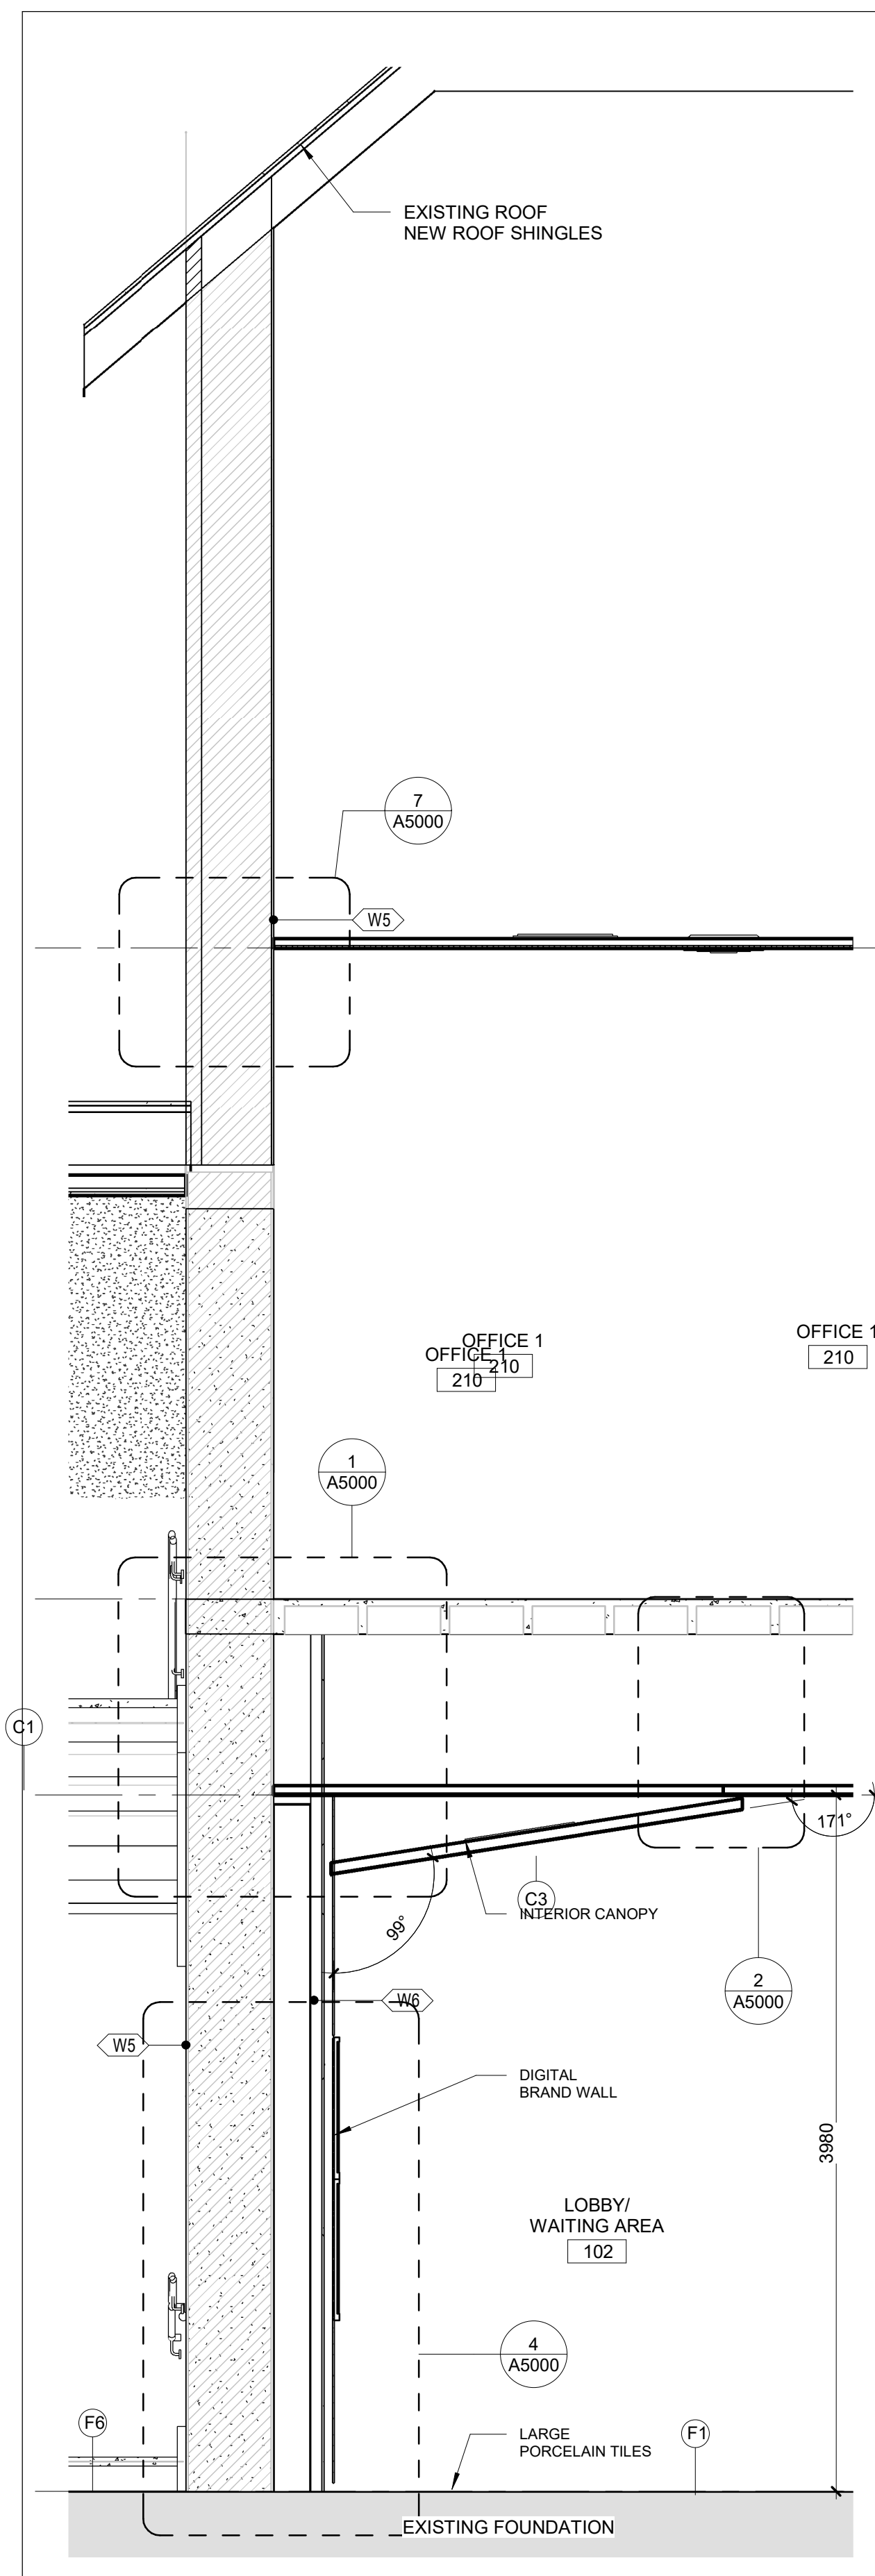 EXISTING ROOF
NEW ROOF SHINGLES
7
A5000
W5
OFFICE 1
210
OFFICE 1
210
OFFICE 1
210
1
A5000
C1
171°
C3
INTERIOR CANOPY
99°
2
A5000
W6
W5
DIGITAL
BRAND WALL
3980
LOBBY/
WAITING AREA
102
4
A5000
F6
LARGE
PORCELAIN TILES
F1
EXISTING FOUNDATION